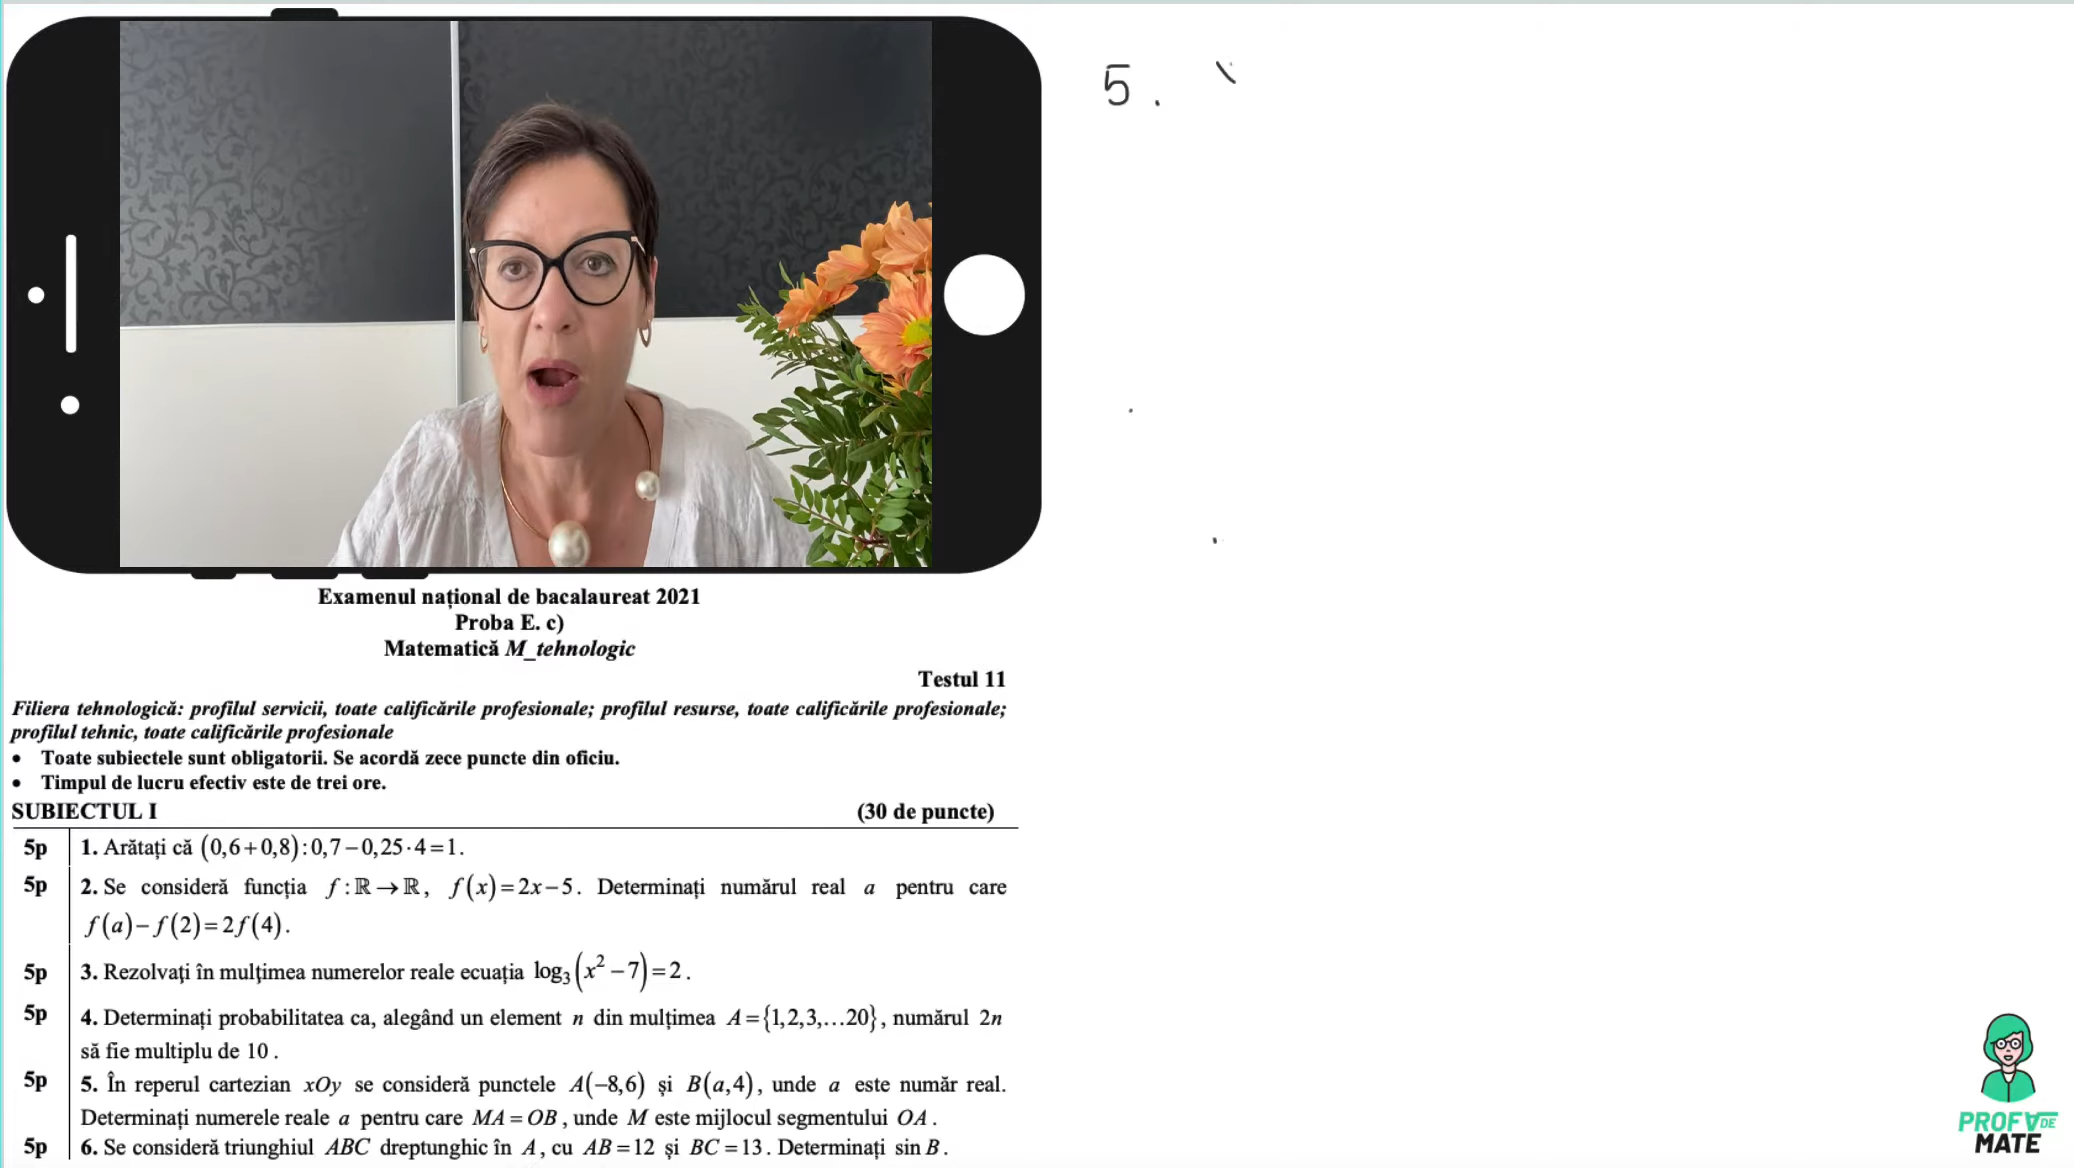 5.
Examenul național de bacalaureat 2021
Proba E. c)
Matematică M_tehnologic
Testul 11
Filiera tehnologică: profilul servicii, toate calificările profesionale; profilul resurse, toate calificările profesionale;
profilul tehnic, toate calificările profesionale
• Toate subiectele sunt obligatorii. Se acordă zece puncte din oficiu.
• Timpul de lucru efectiv este de trei ore.
SUBIECTUL I (30 de puncte)
5p 1. Arătați că (0,6+0,8):0,7−0,25·4=1.
5p 2. Se consideră funcția f:ℝ→ℝ, f(x)=2x−5. Determinați numărul real a pentru care
f(a)−f(2)=2f(4).
5p 3. Rezolvați în mulțimea numerelor reale ecuația log₃(x²−7)=2.
5p 4. Determinați probabilitatea ca, alegând un element n din mulțimea A={1,2,3,…20}, numărul 2n
să fie multiplu de 10.
5p 5. În reperul cartezian xOy se consideră punctele A(−8,6) și B(a,4), unde a este număr real.
Determinați numerele reale a pentru care MA=OB, unde M este mijlocul segmentului OA.
5p 6. Se consideră triunghiul ABC dreptunghic în A, cu AB=12 și BC=13. Determinați sin B.
PROFA DE
MATE